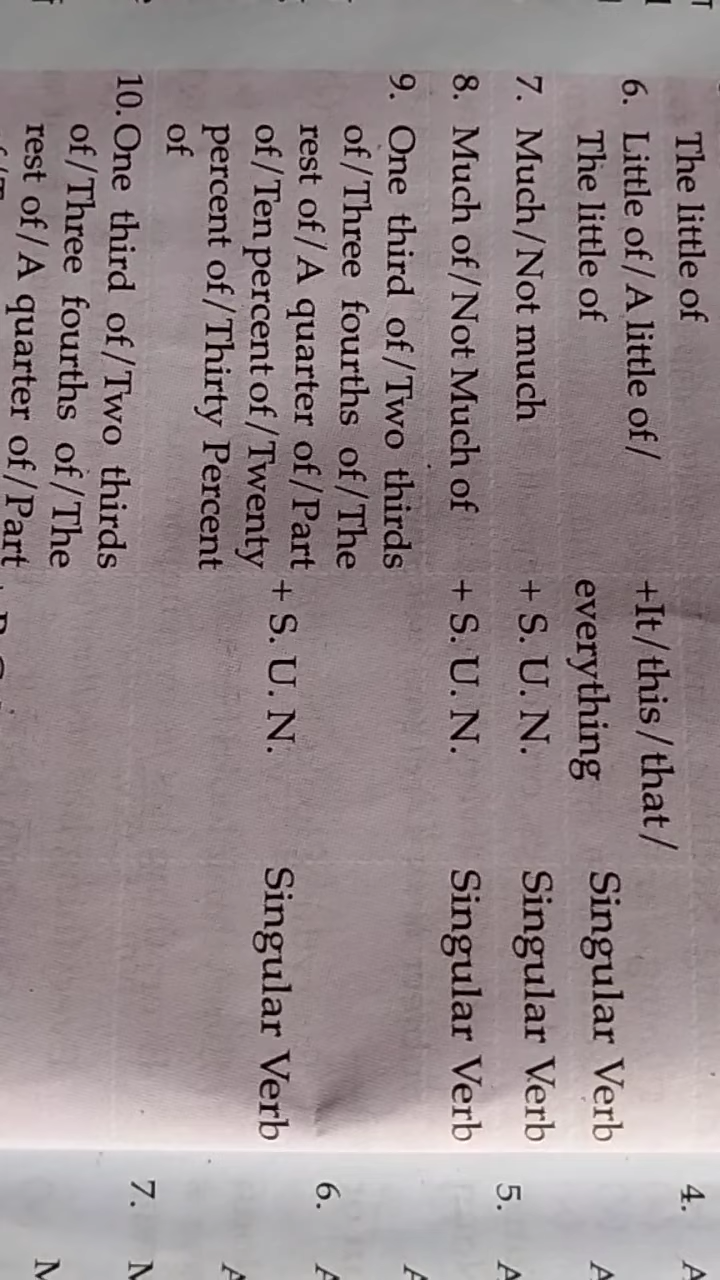 The little of
6. Little of/A little of/ +It/this/that/
The little of everything Singular Verb
7. Much/Not much + S. U. N. Singular Verb
8. Much of/Not Much of + S. U. N. Singular Verb
9. One third of/Two thirds
of/Three fourths of/The
rest of/A quarter of/Part
of/Ten percent of/Twenty + S. U. N. Singular Verb
percent of/Thirty Percent
of
10. One third of/Two thirds
of/Three fourths of/The
rest of/A quarter of/Part
4. A
A
5. A
A
6. A
A
7.